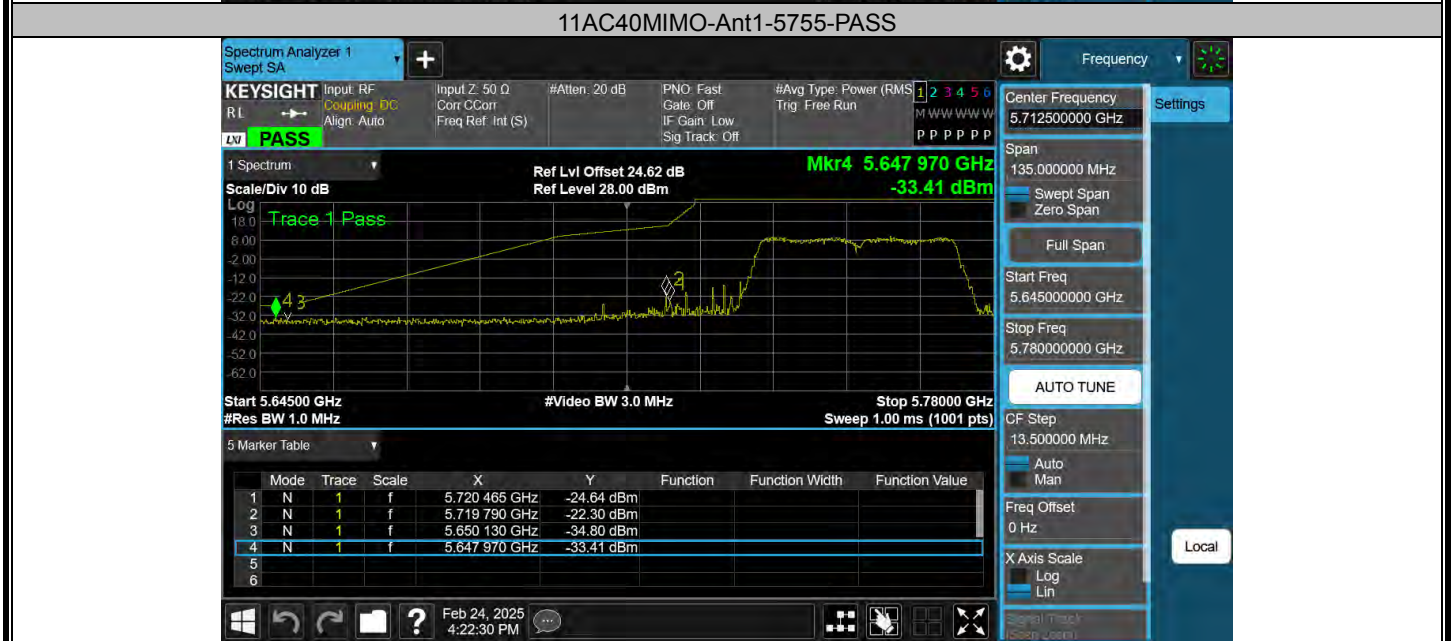 11AC40MIMO-Ant1-5755-PASS
Spectrum Analyzer 1
Swept SA
+
Frequency
KEYSIGHT
RL
LXI PASS
Input: RF
Coupling: DC
Align: Auto
Input Z: 50 Ω
Corr CCorr
Freq Ref: Int (S)
#Atten: 20 dB
PNO: Fast
Gate: Off
IF Gain: Low
Sig Track: Off
#Avg Type: Power (RMS
Trig: Free Run
1 2 3 4 5 6
M W W W W W
P P P P P P
1 Spectrum
Scale/Div 10 dB
Ref Lvl Offset 24.62 dB
Ref Level 28.00 dBm
Mkr4 5.647 970 GHz
-33.41 dBm
Log
Trace 1 Pass
18.0
8.00
-2.00
-12.0
-22.0
-32.0
-42.0
-52.0
-62.0
4 3
2
Start 5.64500 GHz
#Res BW 1.0 MHz
#Video BW 3.0 MHz
Stop 5.78000 GHz
Sweep 1.00 ms (1001 pts)
5 Marker Table
Mode Trace Scale X Y Function Function Width Function Value
1 N 1 f 5.720 465 GHz -24.64 dBm
2 N 1 f 5.719 790 GHz -22.30 dBm
3 N 1 f 5.650 130 GHz -34.80 dBm
4 N 1 f 5.647 970 GHz -33.41 dBm
5
6
?
Feb 24, 2025
4:22:30 PM
Center Frequency
5.712500000 GHz
Span
135.000000 MHz
Swept Span
Zero Span
Full Span
Start Freq
5.645000000 GHz
Stop Freq
5.780000000 GHz
AUTO TUNE
CF Step
13.500000 MHz
Auto
Man
Freq Offset
0 Hz
X Axis Scale
Log
Lin
Signal Track
(Span Zoom)
Settings
Local